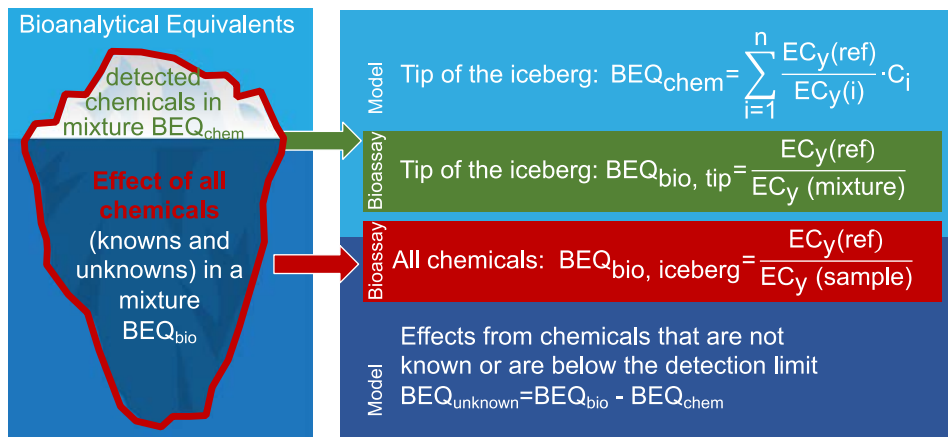 Bioanalytical Equivalents
detected
chemicals in
mixture BEQchem
Effect of all
chemicals
(knowns and
unknowns) in a
mixture
BEQbio
Model
Tip of the iceberg: BEQchem=∑ⁿᵢ₌₁ ECy(ref)/ECy(i)·Ci
Bioassay
Tip of the iceberg: BEQbio, tip=ECy(ref)/ECy (mixture)
Bioassay
All chemicals: BEQbio, iceberg=ECy(ref)/ECy (sample)
Model
Effects from chemicals that are not
known or are below the detection limit
BEQunknown=BEQbio - BEQchem